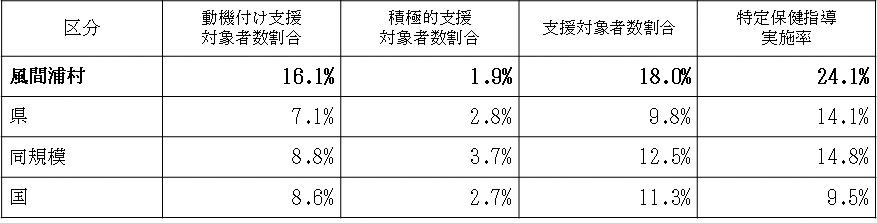 区分 動機付け支援対象者数割合 積極的支援対象者数割合 支援対象者数割合 特定保健指導実施率
風間浦村 16.1% 1.9% 18.0% 24.1%
県 7.1% 2.8% 9.8% 14.1%
同規模 8.8% 3.7% 12.5% 14.8%
国 8.6% 2.7% 11.3% 9.5%